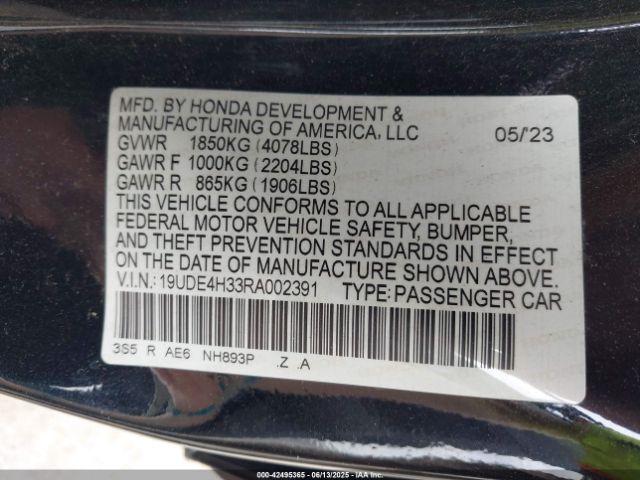 MFD. BY HONDA DEVELOPMENT &
MANUFACTURING OF AMERICA, LLC 05/'23
GVWR 1850KG (4078LBS)
GAWR F 1000KG (2204LBS)
GAWR R 865KG (1906LBS)
THIS VEHICLE CONFORMS TO ALL APPLICABLE
FEDERAL MOTOR VEHICLE SAFETY, BUMPER,
AND THEFT PREVENTION STANDARDS IN EFFECT
ON THE DATE OF MANUFACTURE SHOWN ABOVE.
V.I.N.: 19UDE4H33RA002391 TYPE: PASSENGER CAR
3S5 R AE6 NH893P .Z .A
000-42495365 - 06/13/2025 - IAA Inc.